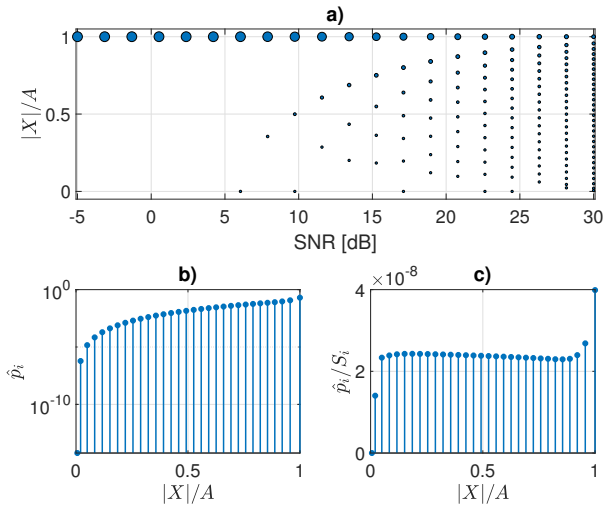 a)
1
0.5
0
|X|/A
-5 0 5 10 15 20 25 30
SNR [dB]
b)
10^0
10^-10
p̂_i
0 0.5 1
|X|/A
c)
×10^-8
4
2
0
p̂_i/S_i
0 0.5 1
|X|/A